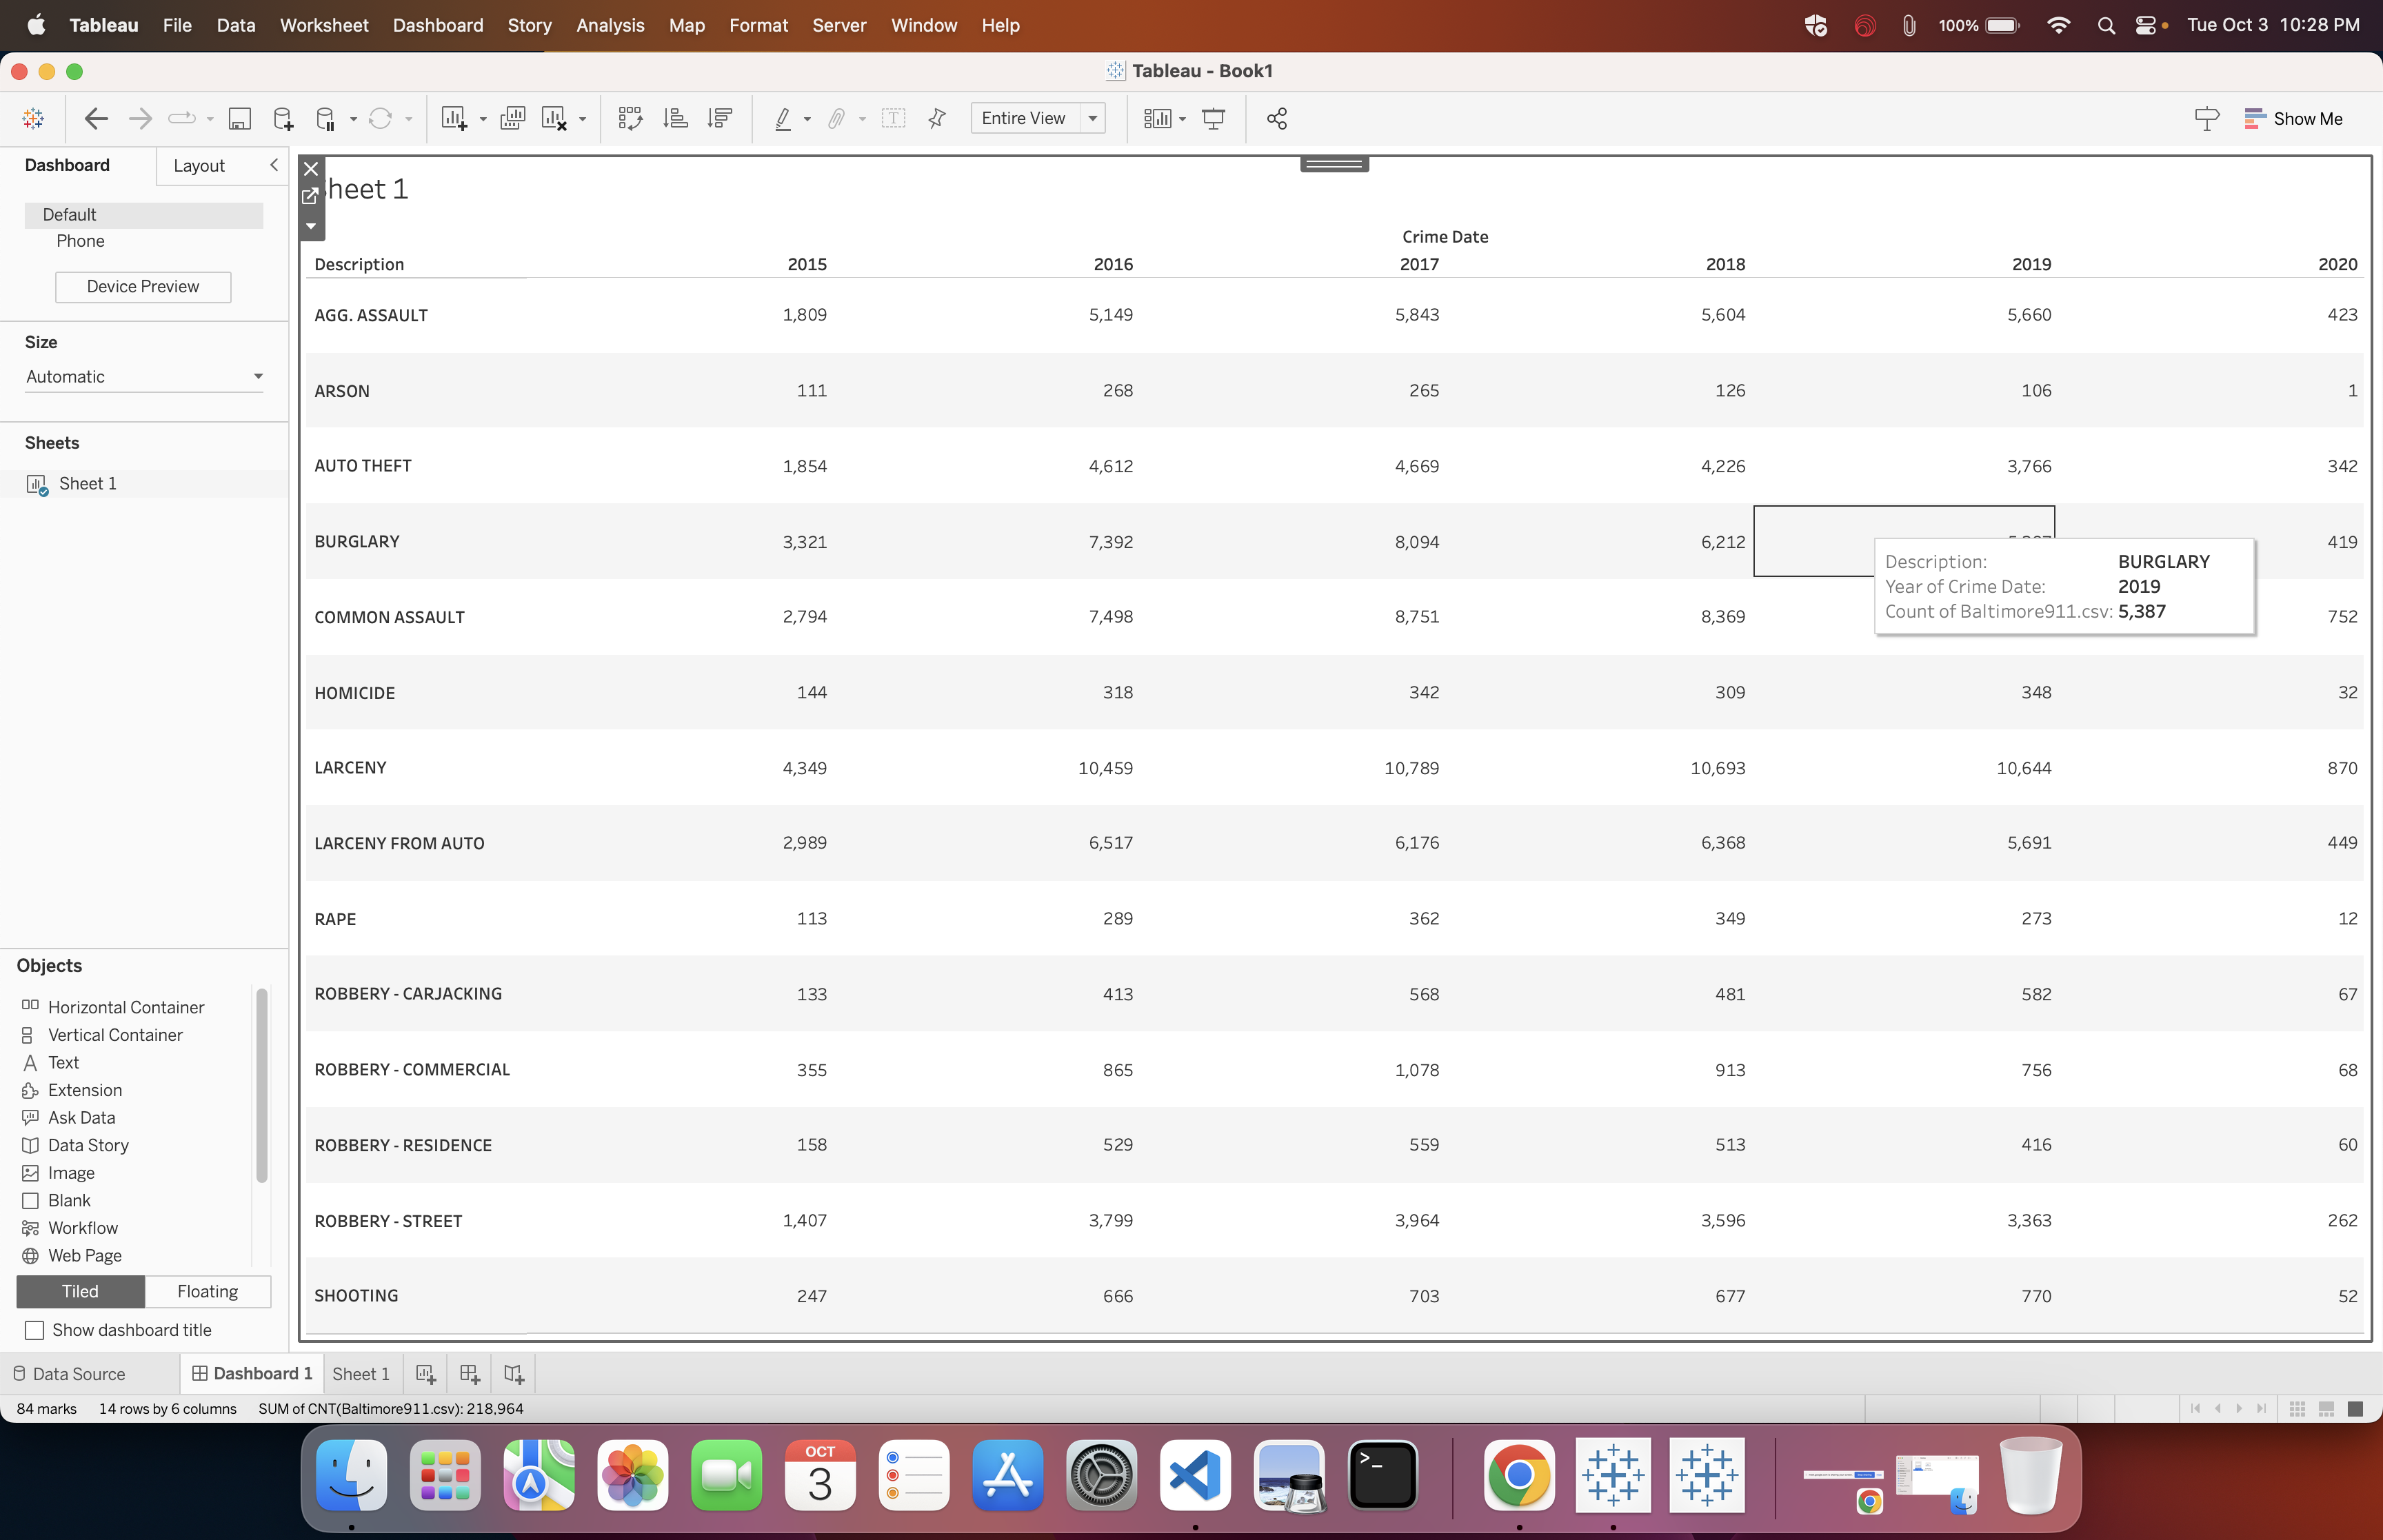 Tableau File Data Worksheet Dashboard Story Analysis Map Format Server Window Help 100% Tue Oct 3 10:28 PM
Tableau - Book1
Entire View Show Me
Dashboard Layout
Default
Phone
Device Preview
Size
Automatic
Sheets
Sheet 1
Objects
Horizontal Container
Vertical Container
Text
Extension
Ask Data
Data Story
Image
Blank
Workflow
Web Page
Tiled Floating
Show dashboard title
heet 1
Crime Date
Description 2015 2016 2017 2018 2019 2020
AGG. ASSAULT 1,809 5,149 5,843 5,604 5,660 423
ARSON 111 268 265 126 106 1
AUTO THEFT 1,854 4,612 4,669 4,226 3,766 342
BURGLARY 3,321 7,392 8,094 6,212 419
Description: BURGLARY
Year of Crime Date: 2019
Count of Baltimore911.csv: 5,387
COMMON ASSAULT 2,794 7,498 8,751 8,369 752
HOMICIDE 144 318 342 309 348 32
LARCENY 4,349 10,459 10,789 10,693 10,644 870
LARCENY FROM AUTO 2,989 6,517 6,176 6,368 5,691 449
RAPE 113 289 362 349 273 12
ROBBERY - CARJACKING 133 413 568 481 582 67
ROBBERY - COMMERCIAL 355 865 1,078 913 756 68
ROBBERY - RESIDENCE 158 529 559 513 416 60
ROBBERY - STREET 1,407 3,799 3,964 3,596 3,363 262
SHOOTING 247 666 703 677 770 52
Data Source Dashboard 1 Sheet 1
84 marks 14 rows by 6 columns SUM of CNT(Baltimore911.csv): 218,964
OCT
3